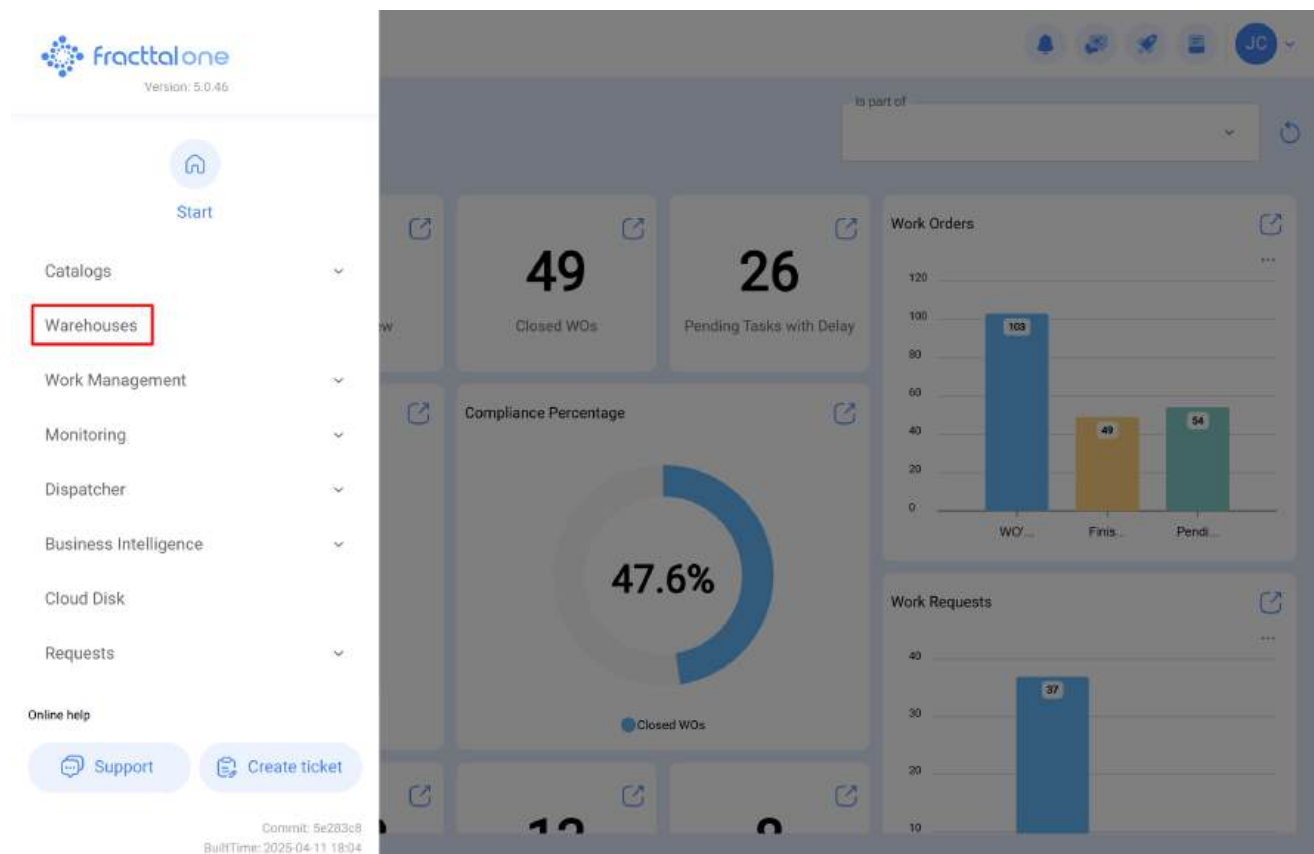 fracttalone
Version: 5.0.46
Start
Catalogs
Warehouses
Work Management
Monitoring
Dispatcher
Business Intelligence
Cloud Disk
Requests
Online help
Support
Create ticket
Commit: 5e283c8
BuiltTime: 2025-04-11 18:04
JC
Is part of
ew
49
Closed WOs
26
Pending Tasks with Delay
Work Orders
...
120
100
80
60
40
20
0
103
49
54
WO'...
Finis...
Pendi...
Compliance Percentage
47.6%
Closed WOs
Work Requests
...
40
30
20
10
37